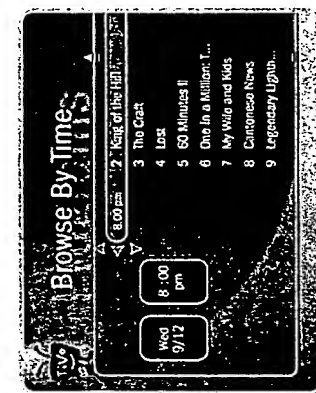 TiVo
Browse By Time
Wed
9/12
8:00
pm
8:00 pm 2 King of the Hill
3 The Craft
4 Lost
5 60 Minutes II
6 One in a Million: T...
7 My Wife and Kids
8 Cantonese News
9 Legendary Lightn...